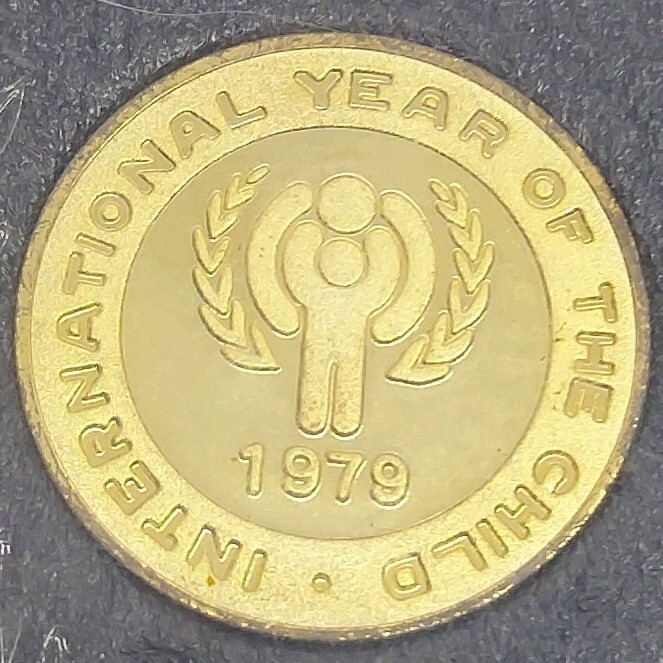 INTERNATIONAL YEAR OF THE CHILD •
1979